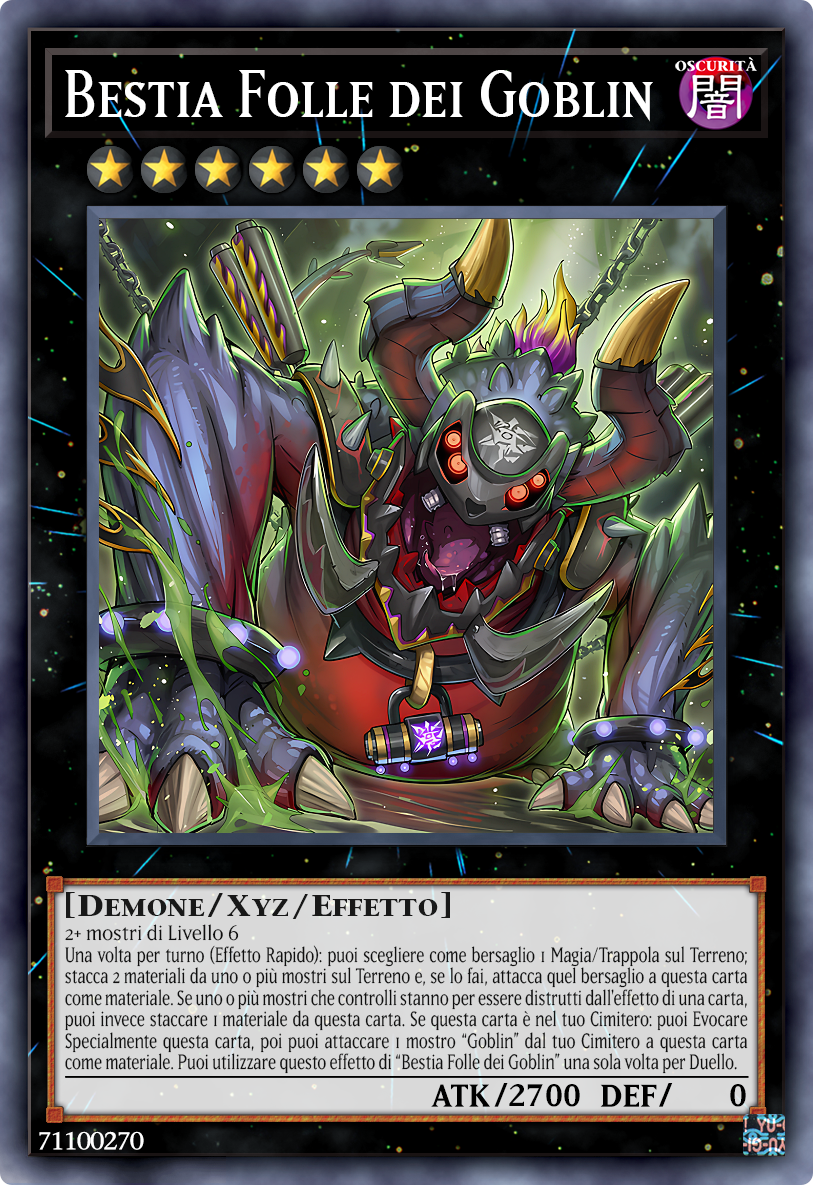 Bestia Folle dei Goblin
OSCURITÀ
闇
[Demone/Xyz/Effetto]
2+ mostri di Livello 6
Una volta per turno (Effetto Rapido): puoi scegliere come bersaglio 1 Magia/Trappola sul Terreno;
stacca 2 materiali da uno o più mostri sul Terreno e, se lo fai, attacca quel bersaglio a questa carta
come materiale. Se uno o più mostri che controlli stanno per essere distrutti dall'effetto di una carta,
puoi invece staccare 1 materiale da questa carta. Se questa carta è nel tuo Cimitero: puoi Evocare
Specialmente questa carta, poi puoi attaccare 1 mostro “Goblin” dal tuo Cimitero a questa carta
come materiale. Puoi utilizzare questo effetto di “Bestia Folle dei Goblin” una sola volta per Duello.
ATK/2700 DEF/ 0
71100270